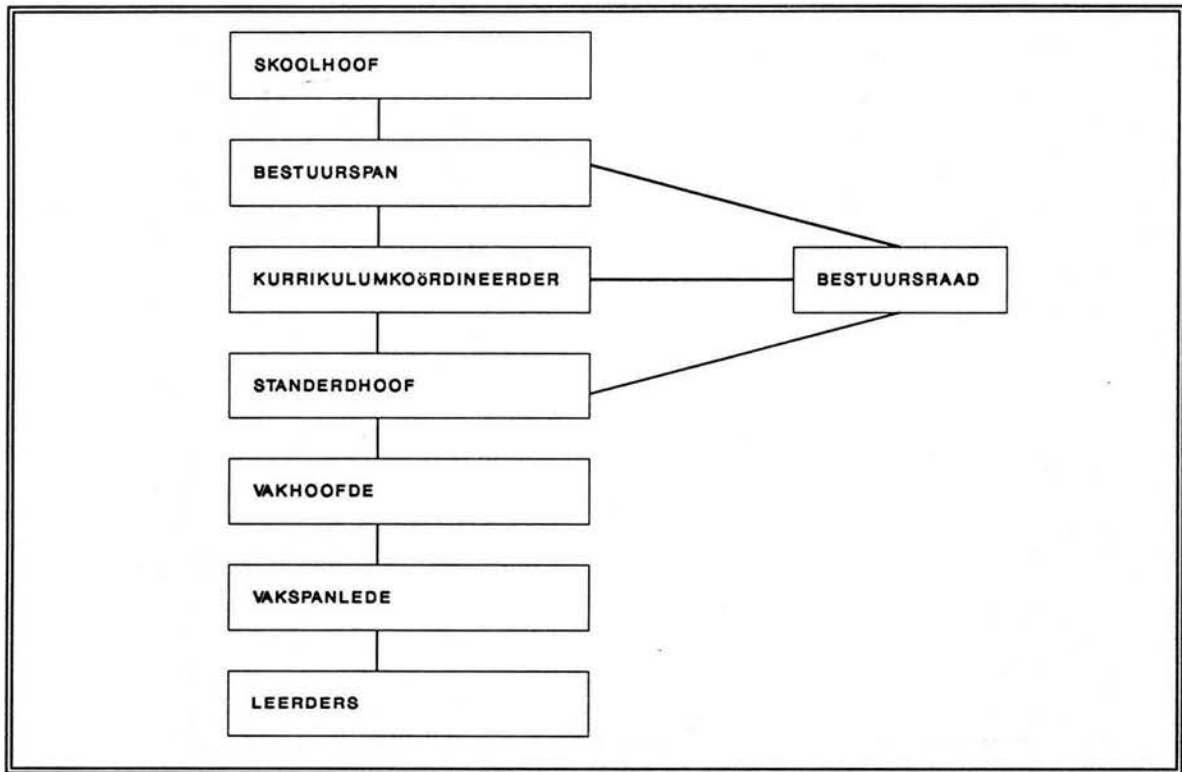 SKOOLHOOF
BESTUURSPAN
KURRIKULUMKOöRDINEERDER
BESTUURSRAAD
STANDERDHOOF
VAKHOOFDE
VAKSPANLEDE
LEERDERS